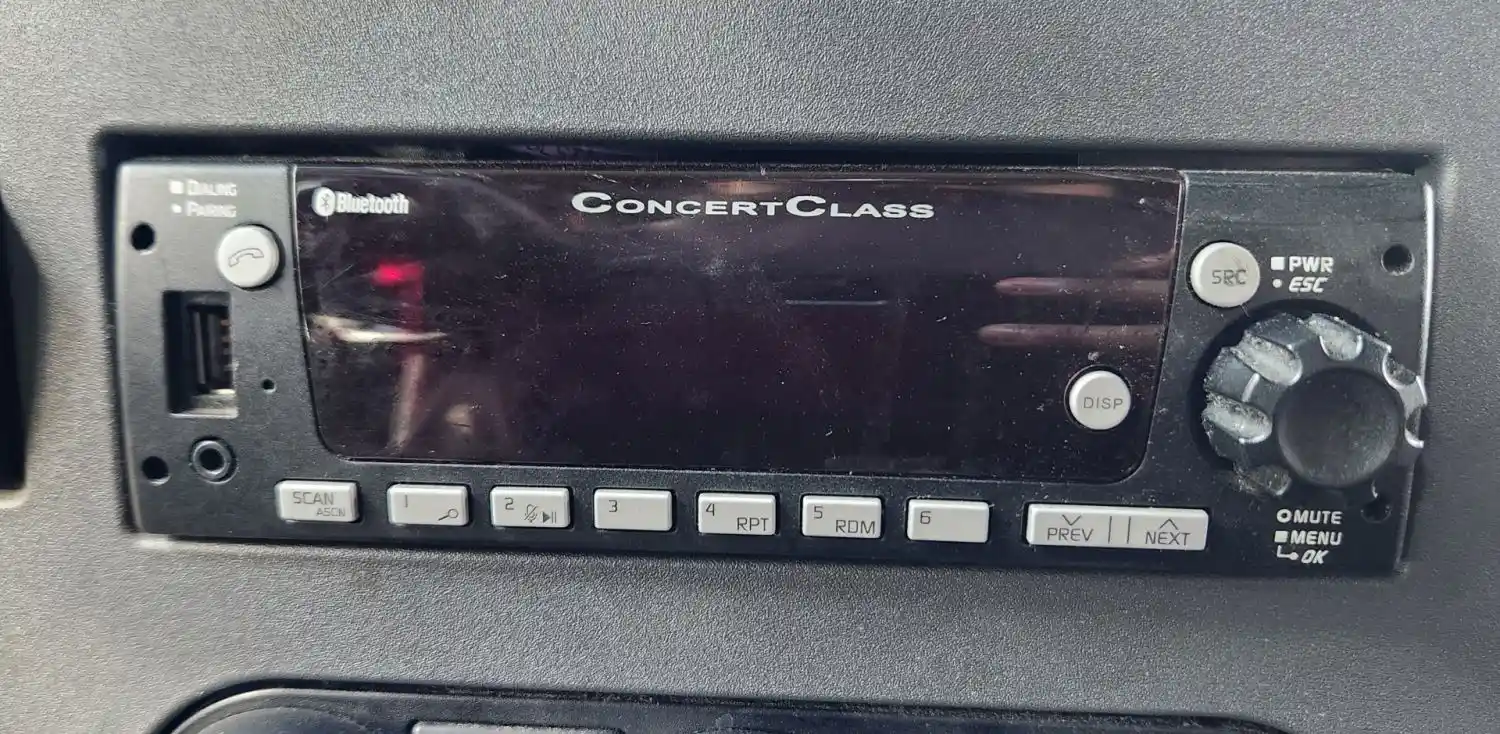 DIALING
PAIRING
Bluetooth
CONCERTCLASS
SRC
PWR
ESC
DISP
SCAN
ASCN
1
2
3
4
RPT
5
RDM
6
PREV
NEXT
MUTE
MENU
OK